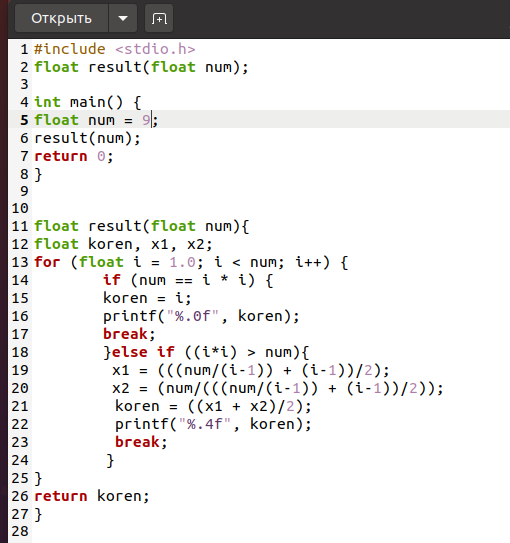 Открыть
1 #include <stdio.h>
2 float result(float num);
3
4 int main() {
5 float num = 9;
6 result(num);
7 return 0;
8 }
9
10
11 float result(float num){
12 float koren, x1, x2;
13 for (float i = 1.0; i < num; i++) {
14         if (num == i * i) {
15         koren = i;
16         printf("%.0f", koren);
17         break;
18         }else if ((i*i) > num){
19          x1 = (((num/(i-1)) + (i-1))/2);
20          x2 = (num/(((num/(i-1)) + (i-1))/2));
21          koren = ((x1 + x2)/2);
22          printf("%.4f", koren);
23          break;
24         }
25 }
26 return koren;
27 }
28